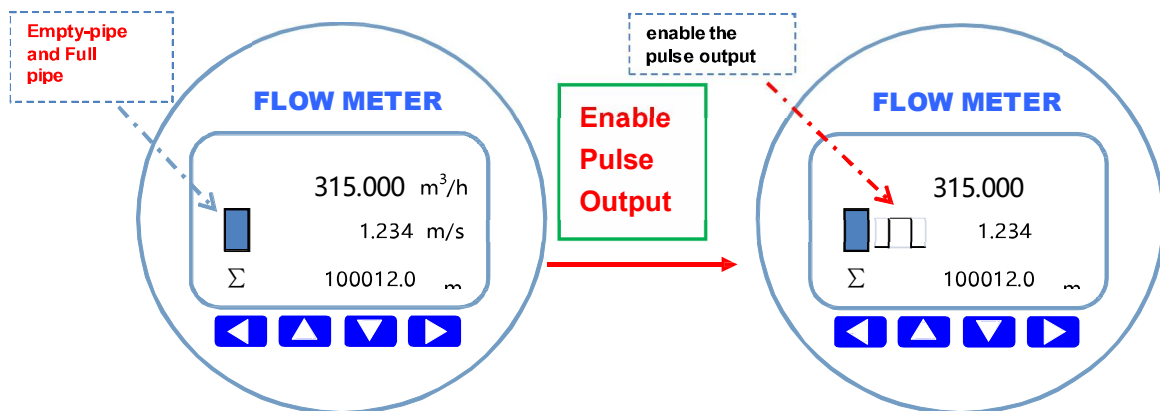 Empty-pipe
and Full
pipe
FLOW METER
315.000 m³/h
1.234 m/s
Σ 100012.0 m
Enable
Pulse
Output
enable the
pulse output
FLOW METER
315.000
1.234
Σ 100012.0 m